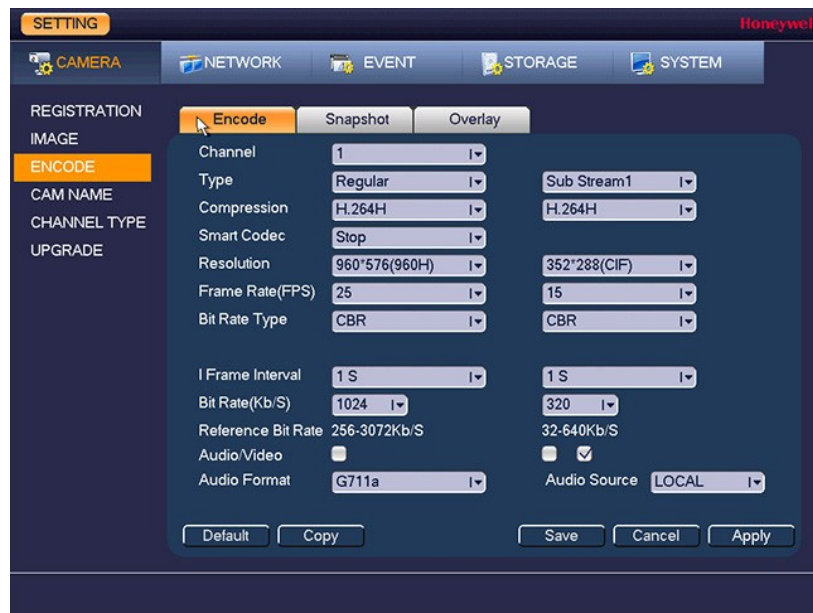 SETTING
Honeywell
CAMERA NETWORK EVENT STORAGE SYSTEM
REGISTRATION
IMAGE
ENCODE
CAM NAME
CHANNEL TYPE
UPGRADE
Encode Snapshot Overlay
Channel 1
Type Regular Sub Stream1
Compression H.264H H.264H
Smart Codec Stop
Resolution 960*576(960H) 352*288(CIF)
Frame Rate(FPS) 25 15
Bit Rate Type CBR CBR
I Frame Interval 1 S 1 S
Bit Rate(Kb/S) 1024 320
Reference Bit Rate 256-3072Kb/S 32-640Kb/S
Audio/Video
Audio Format G711a Audio Source LOCAL
Default Copy Save Cancel Apply